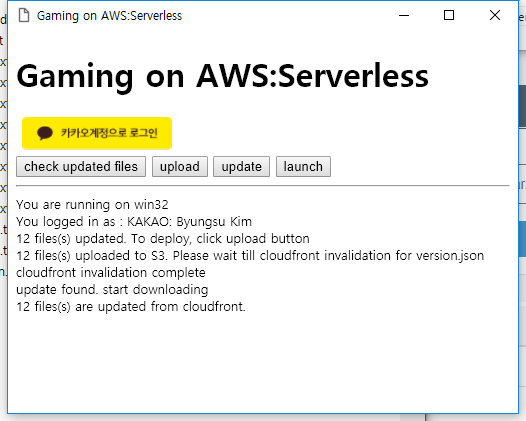 Gaming on AWS:Serverless
Gaming on AWS:Serverless
카카오계정으로 로그인
check updated files upload update launch
You are running on win32
You logged in as : KAKAO: Byungsu Kim
12 files(s) updated. To deploy, click upload button
12 files(s) uploaded to S3. Please wait till cloudfront invalidation for version.json
cloudfront invalidation complete
update found. start downloading
12 files(s) are updated from cloudfront.